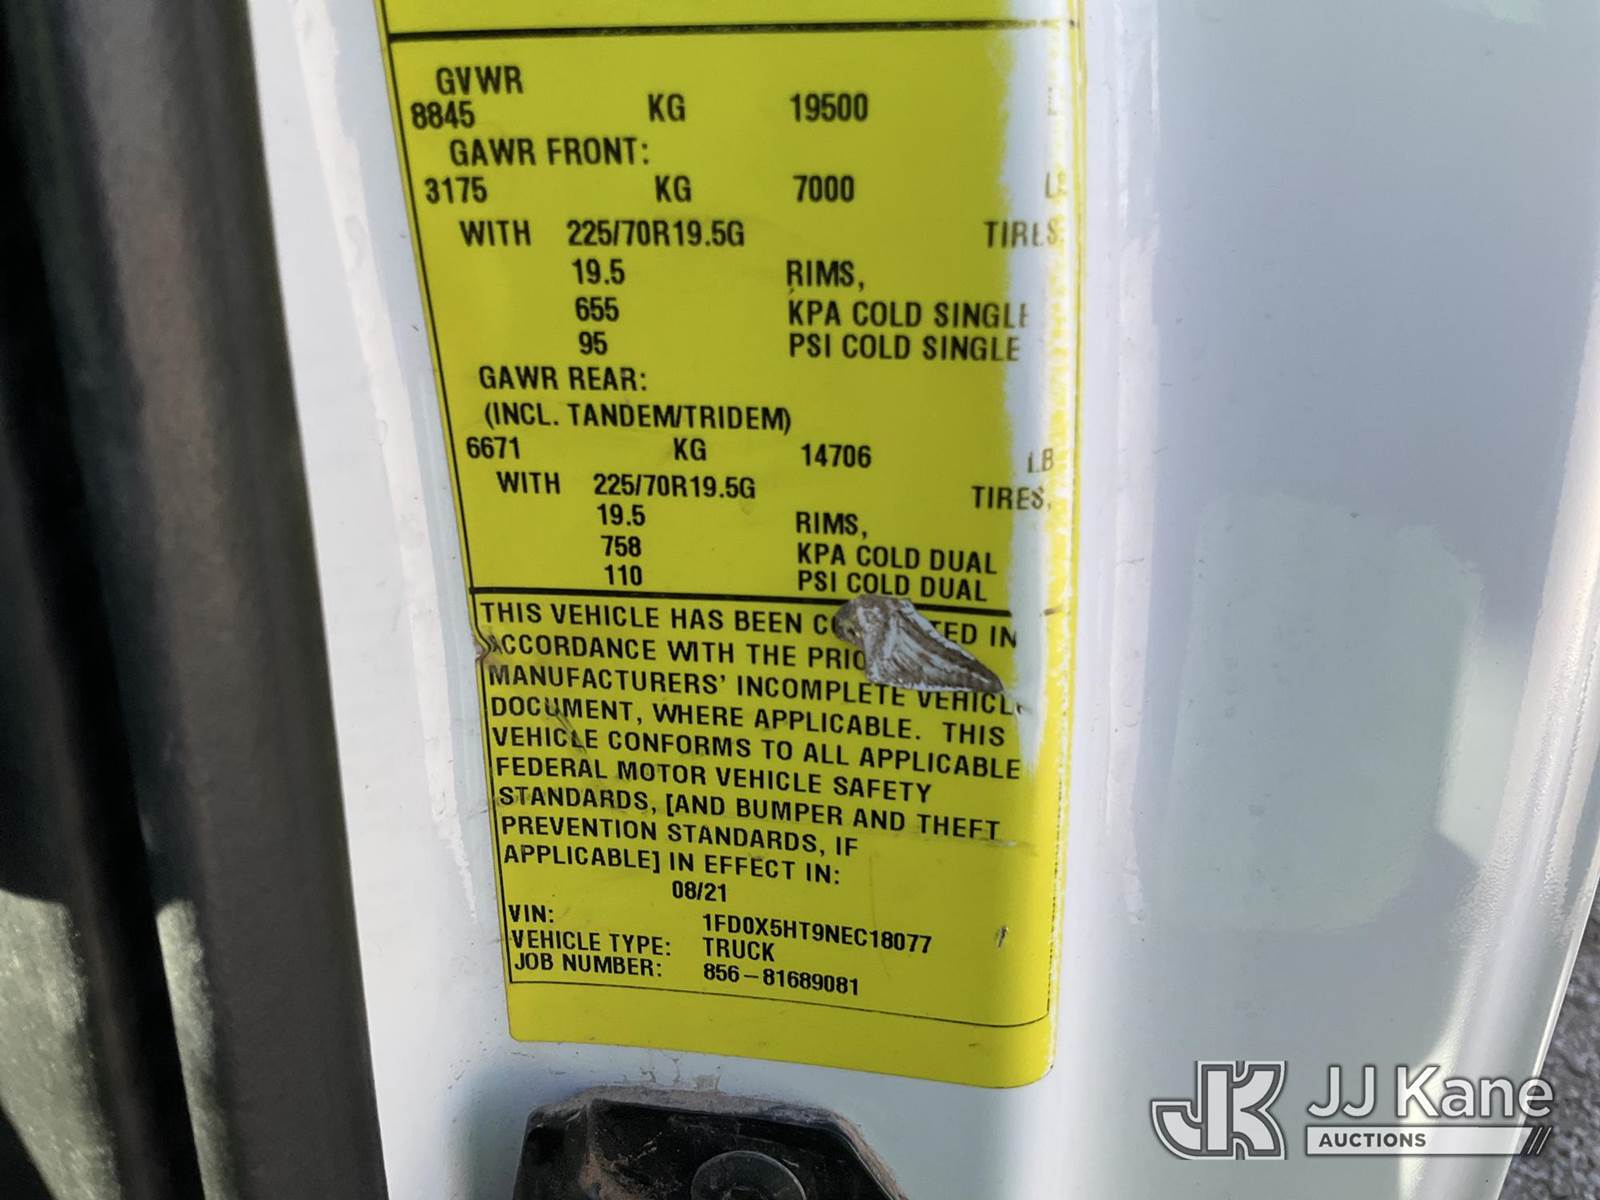 GVWR
8845 KG 19500
GAWR FRONT:
3175 KG 7000 LB
WITH 225/70R19.5G TIRES
19.5 RIMS,
655 KPA COLD SINGLE
95 PSI COLD SINGLE
GAWR REAR:
(INCL. TANDEM/TRIDEM)
6671 KG 14706 LB
WITH 225/70R19.5G TIRES,
19.5 RIMS,
758 KPA COLD DUAL
110 PSI COLD DUAL
THIS VEHICLE HAS BEEN IN
ACCORDANCE WITH THE
MANUFACTURERS' INCOMPLETE VEHICLE
DOCUMENT, WHERE APPLICABLE. THIS
VEHICLE CONFORMS TO ALL APPLICABLE
FEDERAL MOTOR VEHICLE SAFETY
STANDARDS, [AND BUMPER AND THEFT
PREVENTION STANDARDS, IF
APPLICABLE] IN EFFECT IN:
08/21
VIN: 1FD0X5HT9NEC18077
VEHICLE TYPE: TRUCK
JOB NUMBER: 856-81689081
JK JJ Kane
AUCTIONS